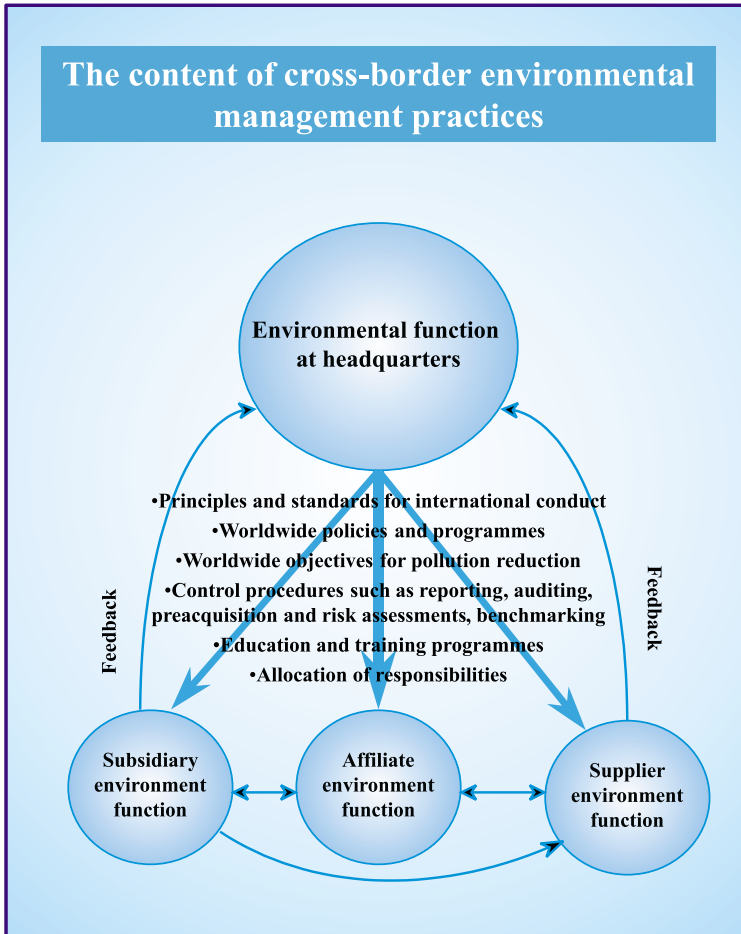 The content of cross-border environmental
management practices
Environmental function
at headquarters
•Principles and standards for international conduct
•Worldwide policies and programmes
•Worldwide objectives for pollution reduction
•Control procedures such as reporting, auditing,
preacquisition and risk assessments, benchmarking
•Education and training programmes
•Allocation of responsibilities
Feedback
Feedback
Subsidiary
environment
function
Affiliate
environment
function
Supplier
environment
function